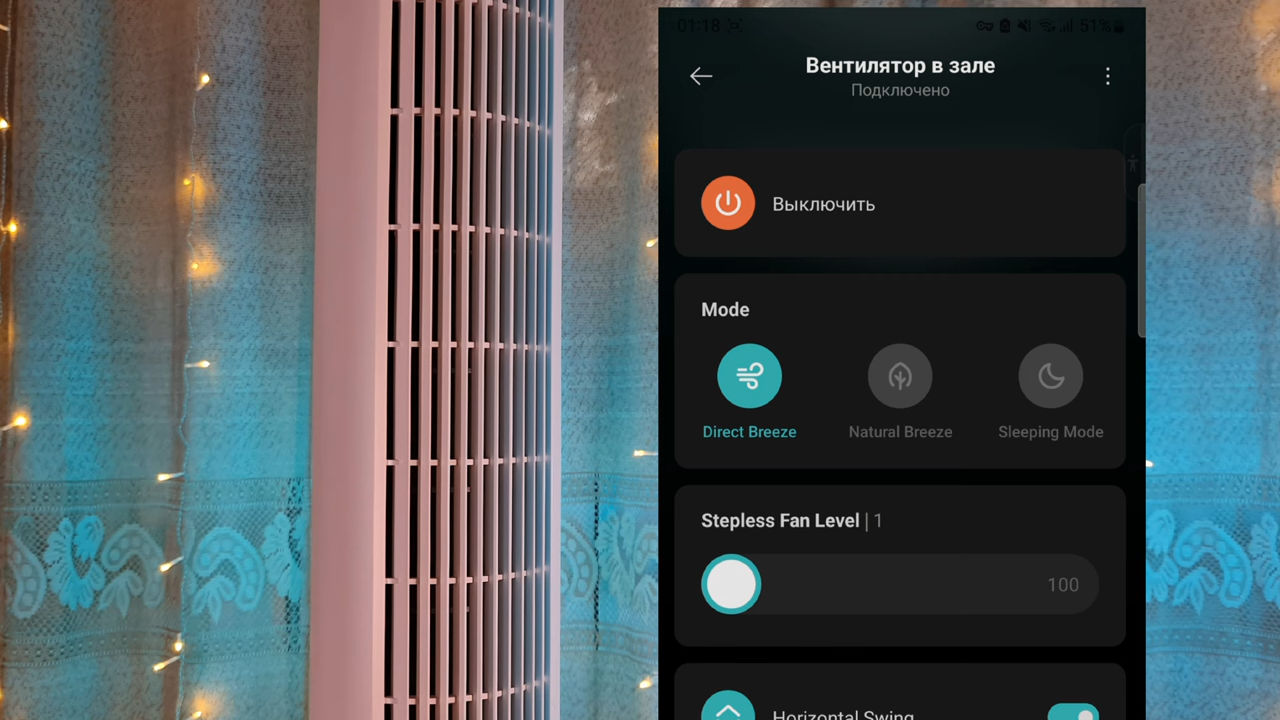 01:18
51%
Вентилятор в зале
Подключено
Выключить
Mode
Direct Breeze
Natural Breeze
Sleeping Mode
Stepless Fan Level | 1
100
Horizontal Swing